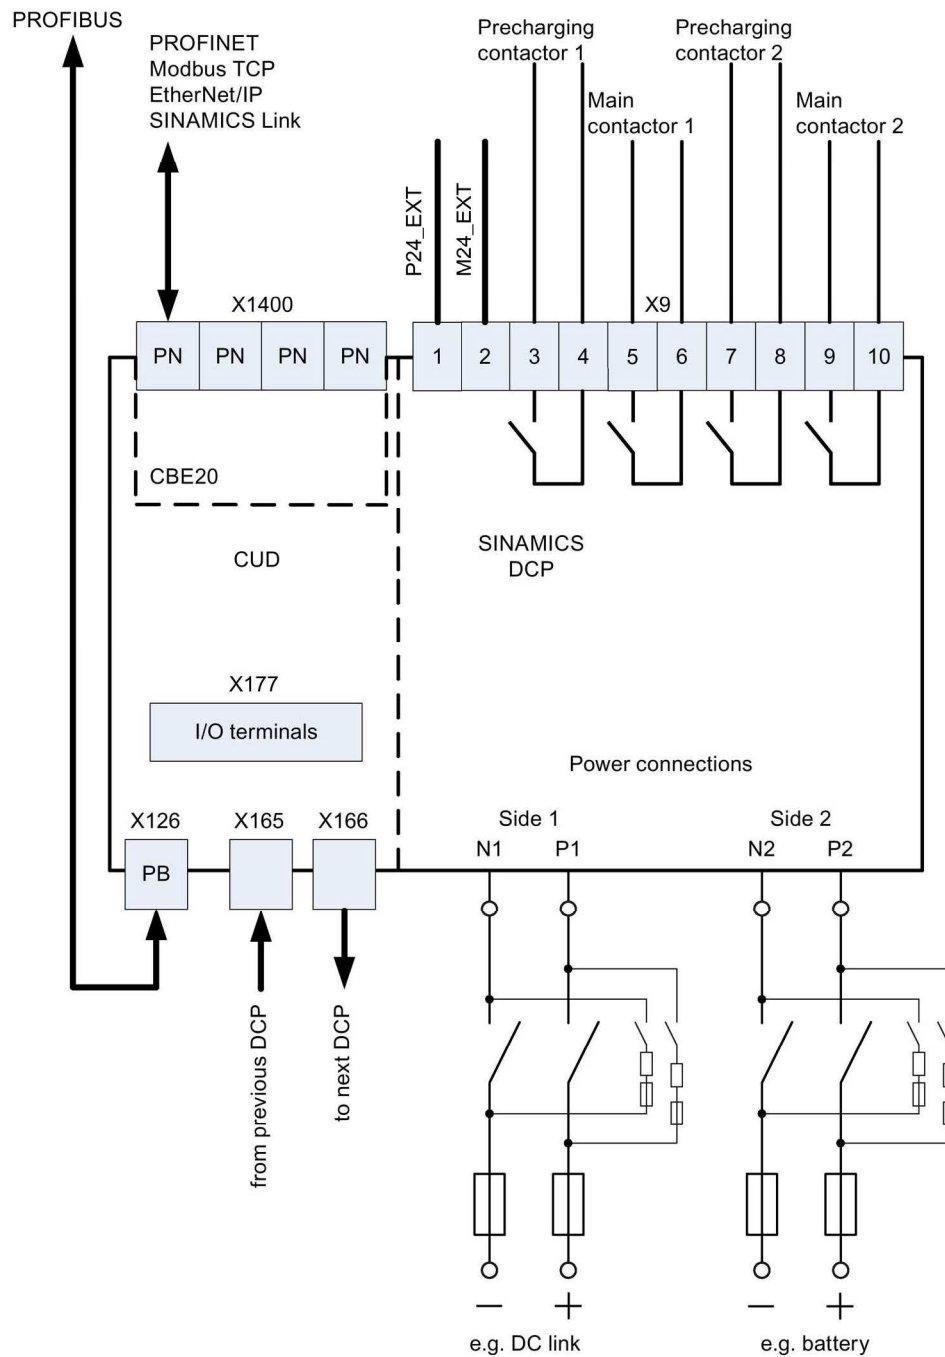 PROFIBUS
PROFINET
Modbus TCP
EtherNet/IP
SINAMICS Link
Precharging
contactor 1
Precharging
contactor 2
Main
contactor 1
Main
contactor 2
P24_EXT
M24_EXT
X1400
X9
PN PN PN PN
1 2 3 4 5 6 7 8 9 10
CBE20
CUD
SINAMICS
DCP
X177
I/O terminals
Power connections
X126 X165 X166
Side 1 Side 2
N1 P1 N2 P2
PB
from previous DCP
to next DCP
− + − +
e.g. DC link
e.g. battery